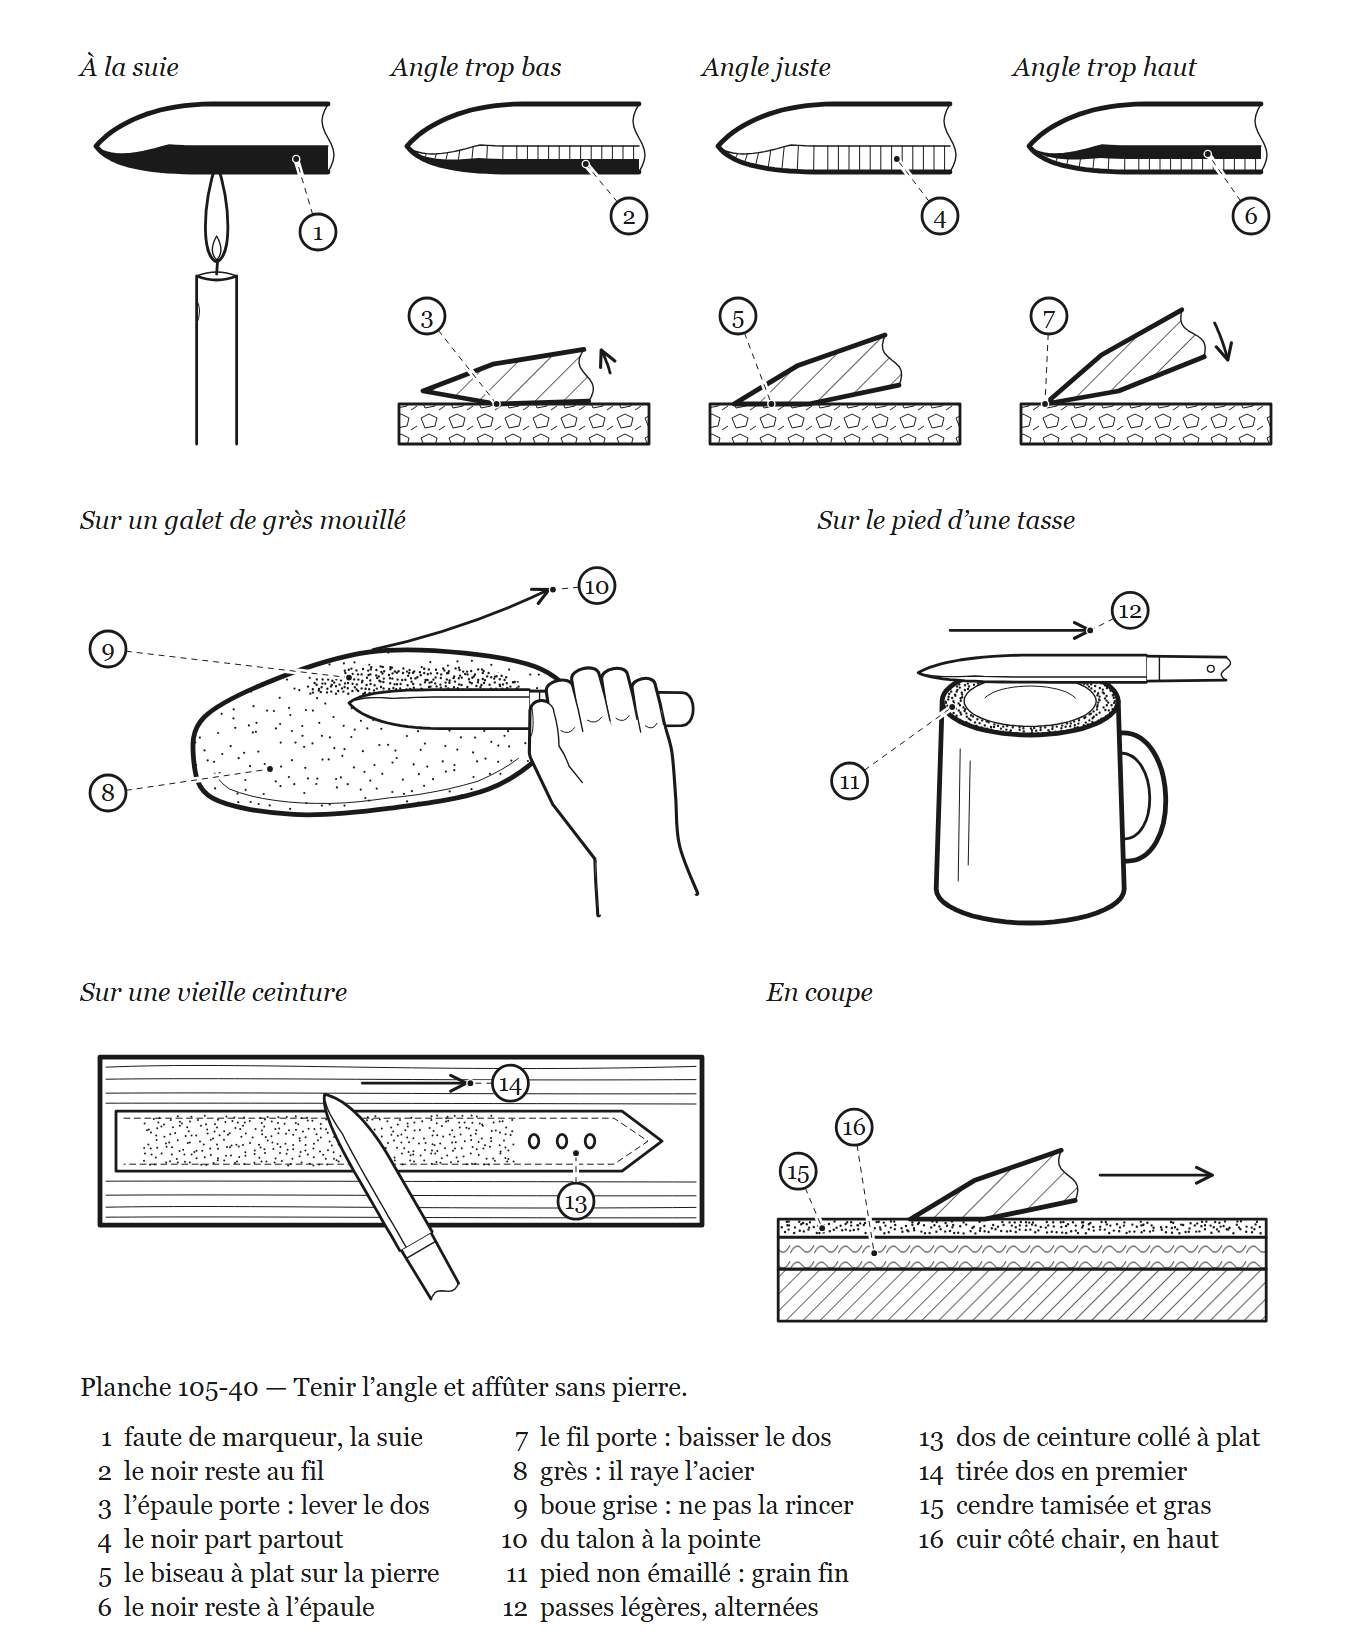 À la suie
Angle trop bas
Angle juste
Angle trop haut
1
2
4
6
3
5
7
Sur un galet de grès mouillé
Sur le pied d’une tasse
10
12
9
11
8
Sur une vieille ceinture
En coupe
14
16
15
13
Planche 105-40 — Tenir l’angle et affûter sans pierre.
1 faute de marqueur, la suie
2 le noir reste au fil
3 l’épaule porte : lever le dos
4 le noir part partout
5 le biseau à plat sur la pierre
6 le noir reste à l’épaule
7 le fil porte : baisser le dos
8 grès : il raye l’acier
9 boue grise : ne pas la rincer
10 du talon à la pointe
11 pied non émaillé : grain fin
12 passes légères, alternées
13 dos de ceinture collé à plat
14 tirée dos en premier
15 cendre tamisée et gras
16 cuir côté chair, en haut